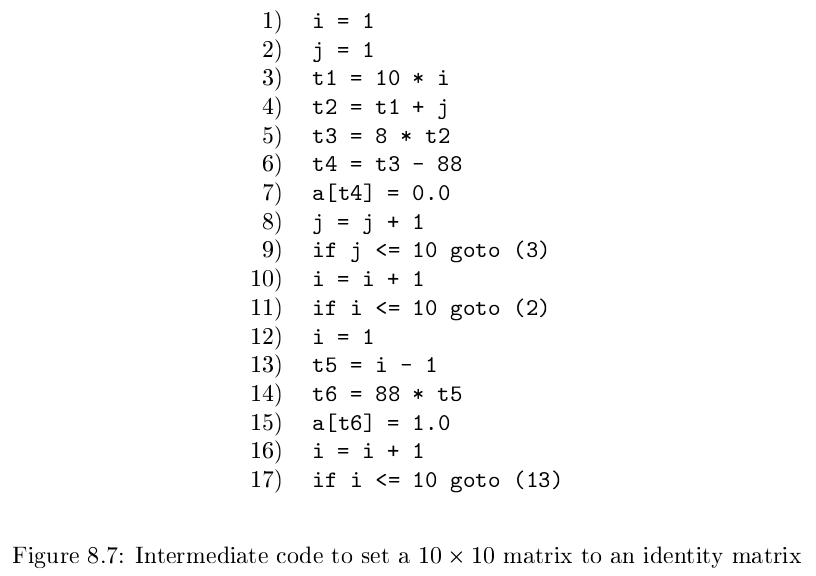 1) i = 1
2) j = 1
3) t1 = 10 * i
4) t2 = t1 + j
5) t3 = 8 * t2
6) t4 = t3 - 88
7) a[t4] = 0.0
8) j = j + 1
9) if j <= 10 goto (3)
10) i = i + 1
11) if i <= 10 goto (2)
12) i = 1
13) t5 = i - 1
14) t6 = 88 * t5
15) a[t6] = 1.0
16) i = i + 1
17) if i <= 10 goto (13)
Figure 8.7: Intermediate code to set a 10 × 10 matrix to an identity matrix